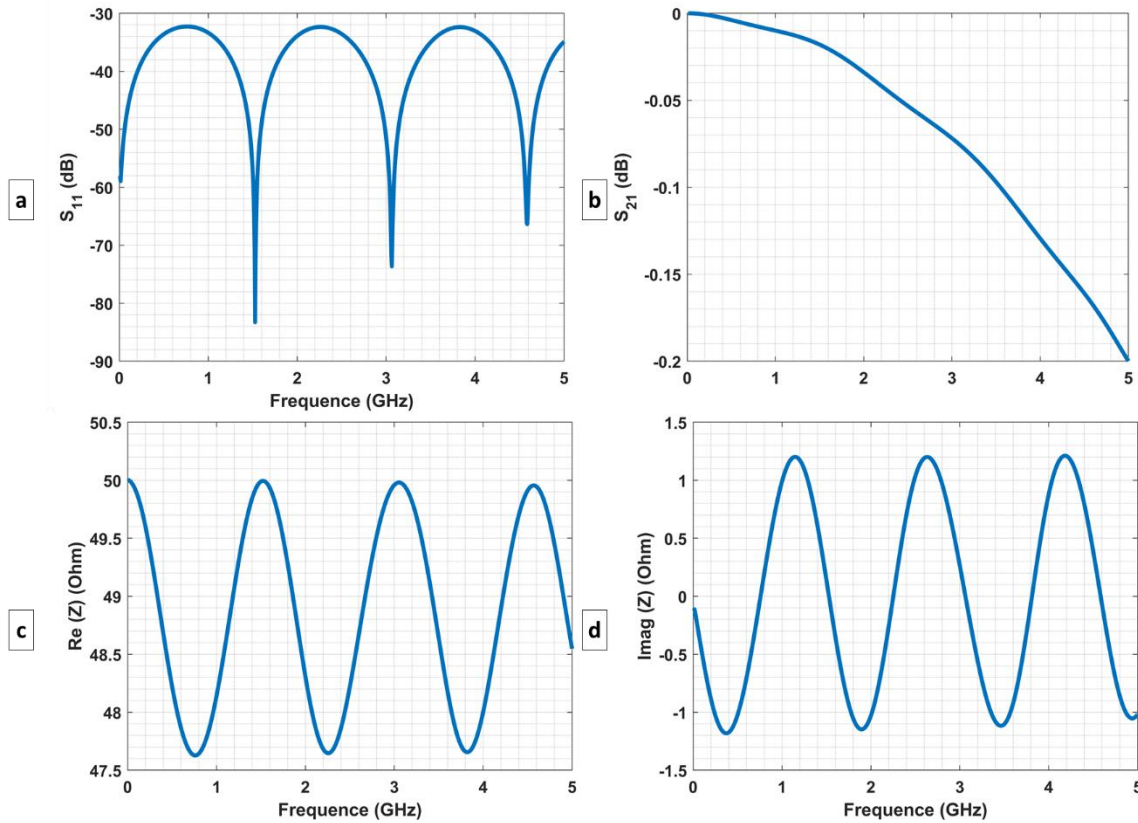 -30
-40
-50
-60
-70
-80
-90
S11 (dB)
a
0 1 2 3 4 5
Frequence (GHz)
0
-0.05
-0.1
-0.15
-0.2
S21 (dB)
b
0 1 2 3 4 5
50.5
50
49.5
49
48.5
48
47.5
Re (Z) (Ohm)
c
0 1 2 3 4 5
Frequence (GHz)
1.5
1
0.5
0
-0.5
-1
-1.5
Imag (Z) (Ohm)
d
0 1 2 3 4 5
Frequence (GHz)